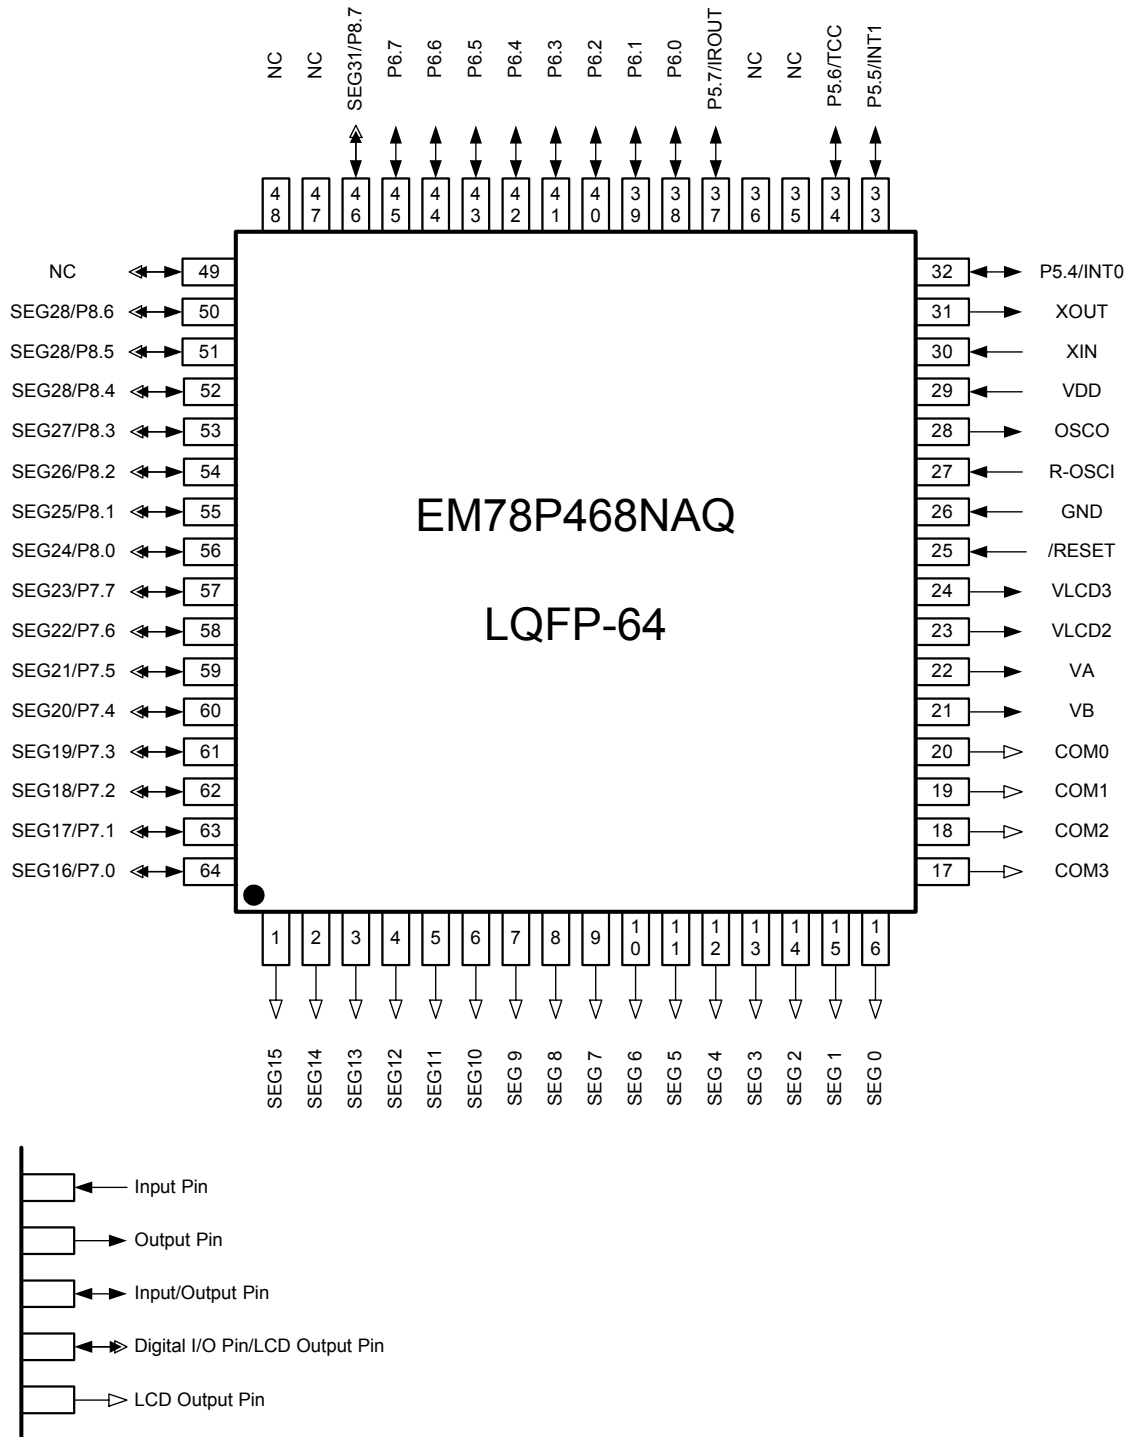 NC
NC
SEG31/P8.7
P6.7
P6.6
P6.5
P6.4
P6.3
P6.2
P6.1
P6.0
P5.7/IROUT
NC
NC
P5.6/TCC
P5.5/INT1
48
47
46
45
44
43
42
41
40
39
38
37
36
35
34
33
NC 49
SEG28/P8.6 50
SEG28/P8.5 51
SEG28/P8.4 52
SEG27/P8.3 53
SEG26/P8.2 54
SEG25/P8.1 55
SEG24/P8.0 56
SEG23/P7.7 57
SEG22/P7.6 58
SEG21/P7.5 59
SEG20/P7.4 60
SEG19/P7.3 61
SEG18/P7.2 62
SEG17/P7.1 63
SEG16/P7.0 64
EM78P468NAQ
LQFP-64
32 P5.4/INT0
31 XOUT
30 XIN
29 VDD
28 OSCO
27 R-OSCI
26 GND
25 /RESET
24 VLCD3
23 VLCD2
22 VA
21 VB
20 COM0
19 COM1
18 COM2
17 COM3
1
2
3
4
5
6
7
8
9
10
11
12
13
14
15
16
SEG15
SEG14
SEG13
SEG12
SEG11
SEG10
SEG 9
SEG 8
SEG 7
SEG 6
SEG 5
SEG 4
SEG 3
SEG 2
SEG 1
SEG 0
Input Pin
Output Pin
Input/Output Pin
Digital I/O Pin/LCD Output Pin
LCD Output Pin